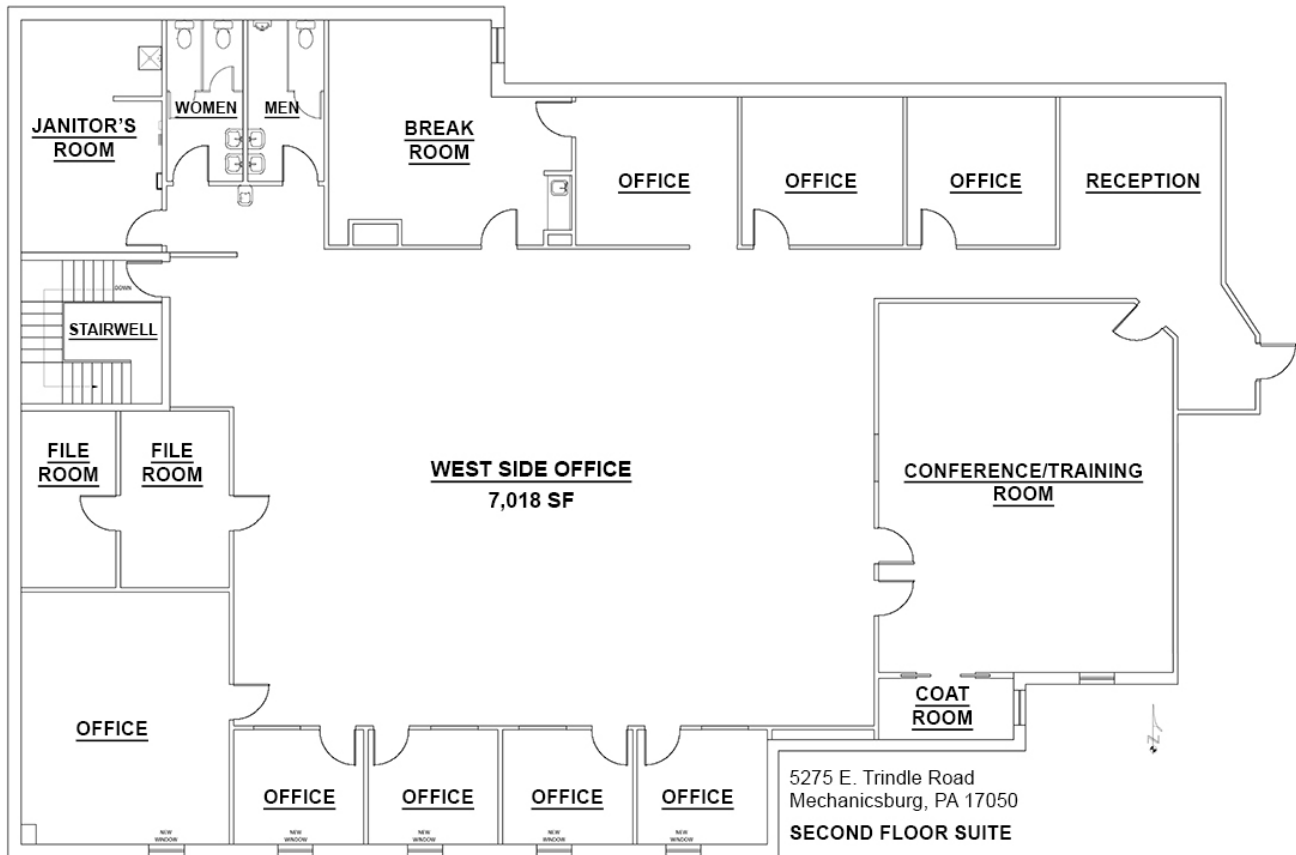 WOMEN
MEN
JANITOR'S
ROOM
BREAK
ROOM
OFFICE
OFFICE
OFFICE
RECEPTION
DOWN
STAIRWELL
FILE
ROOM
FILE
ROOM
WEST SIDE OFFICE
7,018 SF
CONFERENCE/TRAINING
ROOM
COAT
ROOM
OFFICE
OFFICE
OFFICE
OFFICE
OFFICE
NEW
WINDOW
NEW
WINDOW
NEW
WINDOW
NEW
WINDOW
NEW
WINDOW
N
5275 E. Trindle Road
Mechanicsburg, PA 17050
SECOND FLOOR SUITE